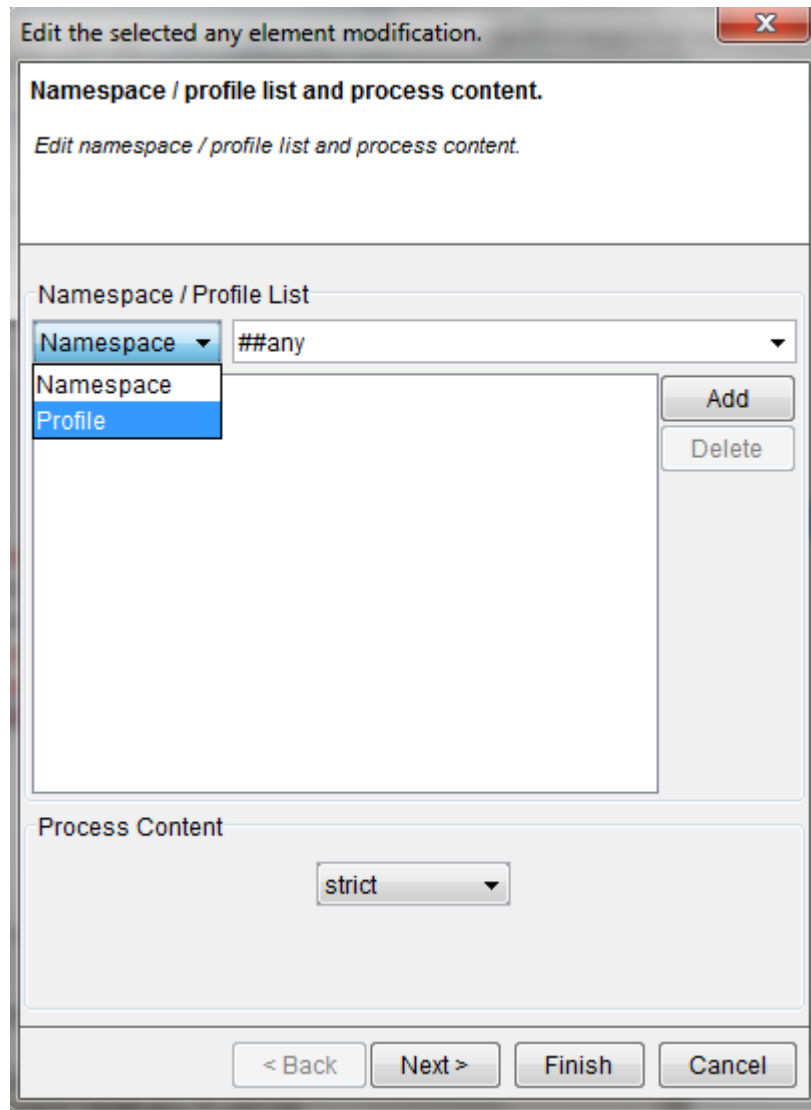 Edit the selected any element modification.
Namespace / profile list and process content.
Edit namespace / profile list and process content.
Namespace / Profile List
Namespace ##any
Namespace
Profile
Add
Delete
Process Content
strict
< Back Next > Finish Cancel